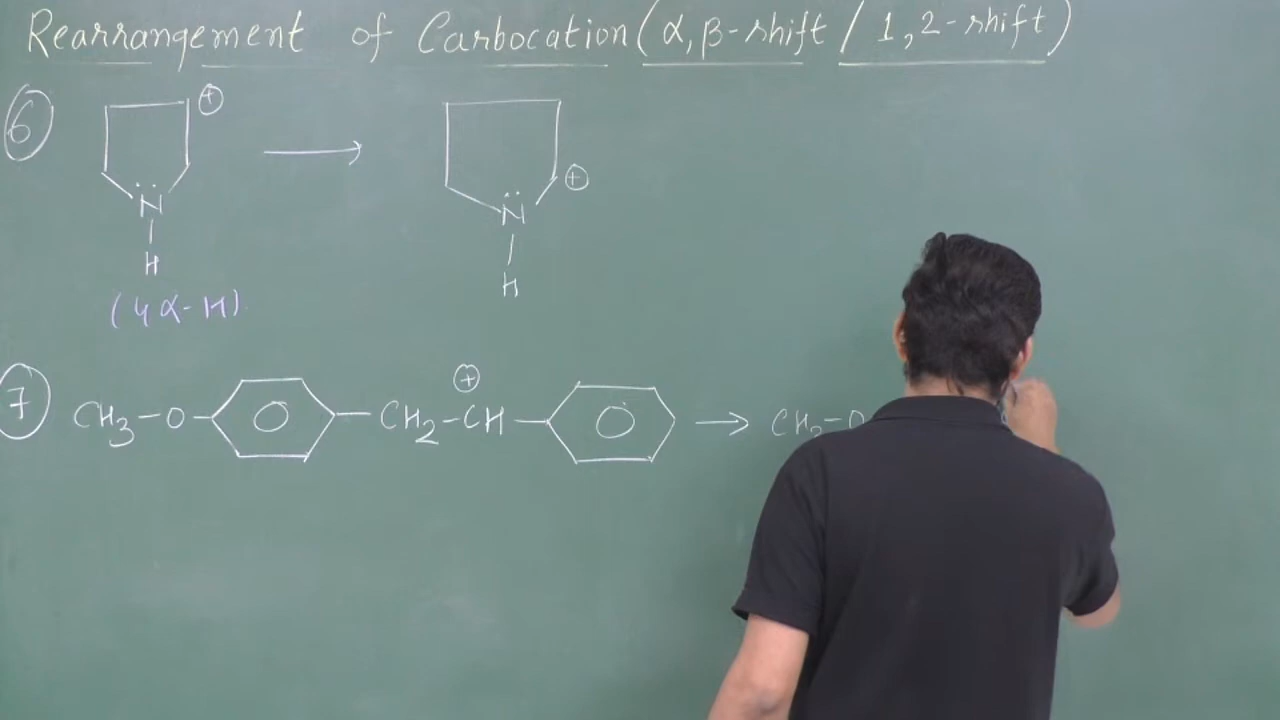 Rearrangement of Carbocation (α,β-shift / 1,2-shift)
6 ⊕ → ⊕
N N
H H
(4α-H)
7 CH3-O- -CH2-CH- → CH3-O
⊕